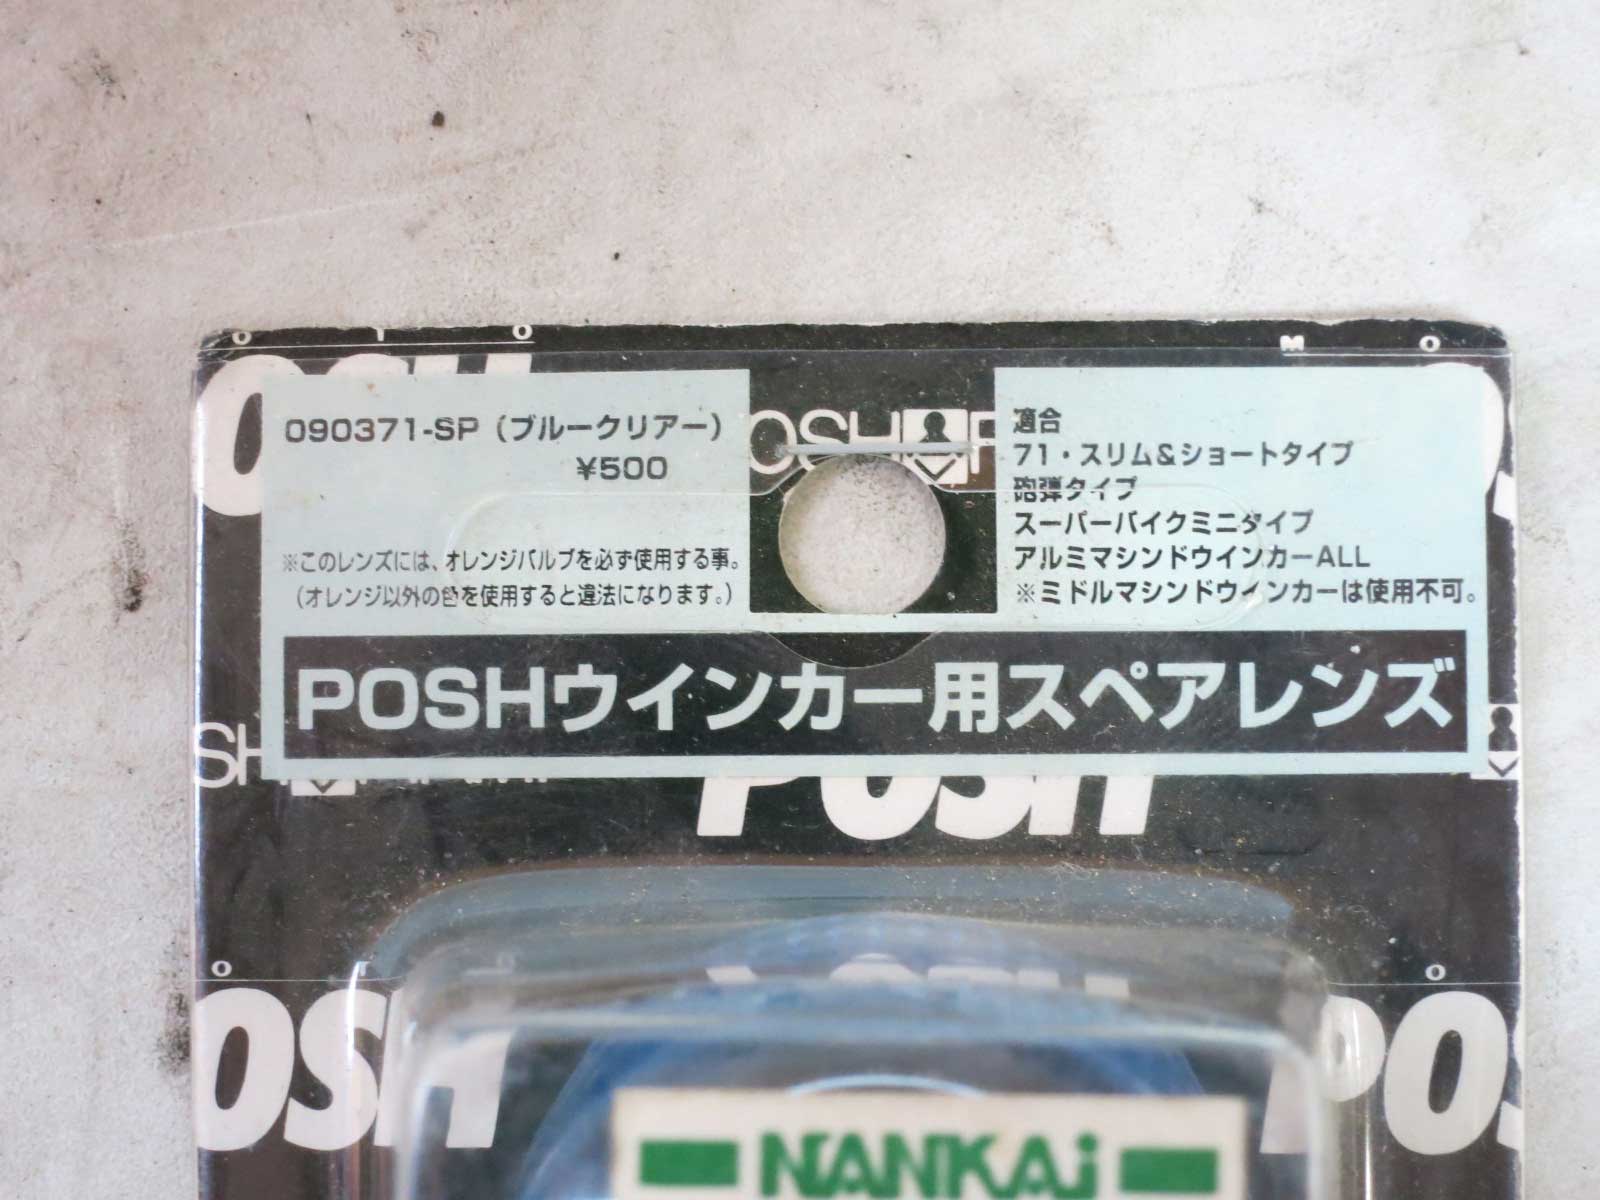 090371-SP（ブルークリアー）
¥500
※このレンズには、オレンジバルブを必ず使用する事。
（オレンジ以外の色を使用すると違法になります。）
適合
71・スリム＆ショートタイプ
砲弾タイプ
スーパーバイクミニタイプ
アルミマシンドウインカーALL
※ミドルマシンドウインカーは使用不可。
POSHウインカー用スペアレンズ
POSH
OSH
NANKAI